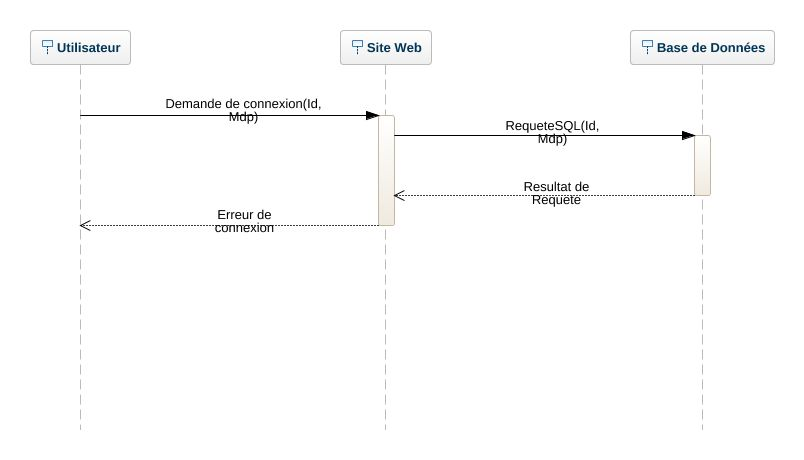 Utilisateur
Site Web
Base de Données
Demande de connexion(Id,
Mdp)
RequeteSQL(Id,
Mdp)
Resultat de
Requete
Erreur de
connexion